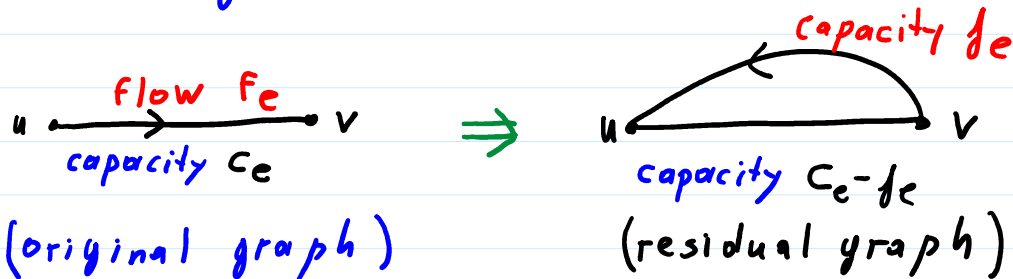 capacity fe
flow Fe
u v ⇒ u v
capacity Ce
capacity Ce-fe
(original graph)
(residual graph)